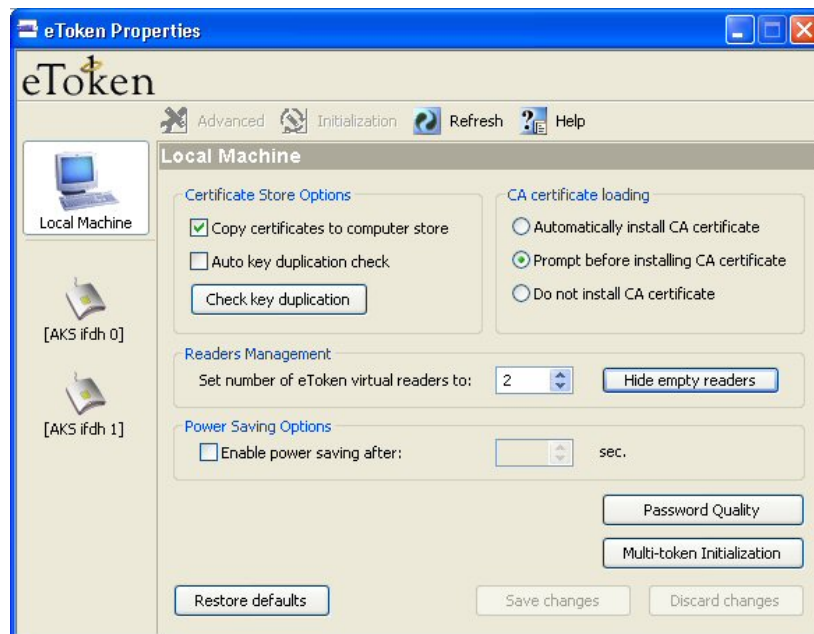 eToken Properties
eToken
Advanced Initialization Refresh Help
Local Machine
Local Machine
[AKS ifdh 0]
[AKS ifdh 1]
Certificate Store Options
Copy certificates to computer store
Auto key duplication check
Check key duplication
CA certificate loading
Automatically install CA certificate
Prompt before installing CA certificate
Do not install CA certificate
Readers Management
Set number of eToken virtual readers to: 2 Hide empty readers
Power Saving Options
Enable power saving after: sec.
Password Quality
Multi-token Initialization
Restore defaults Save changes Discard changes